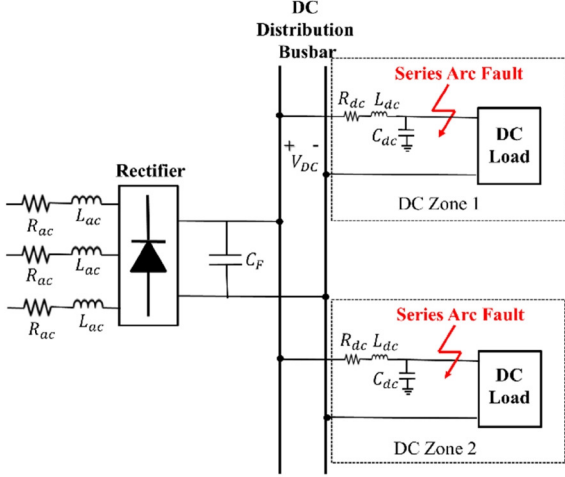 DC
Distribution
Busbar
Series Arc Fault
R_dc L_dc
C_dc
DC
Load
+ -
V_DC
DC Zone 1
Rectifier
R_ac L_ac
R_ac L_ac
R_ac L_ac
C_F
Series Arc Fault
R_dc L_dc
C_dc
DC
Load
DC Zone 2